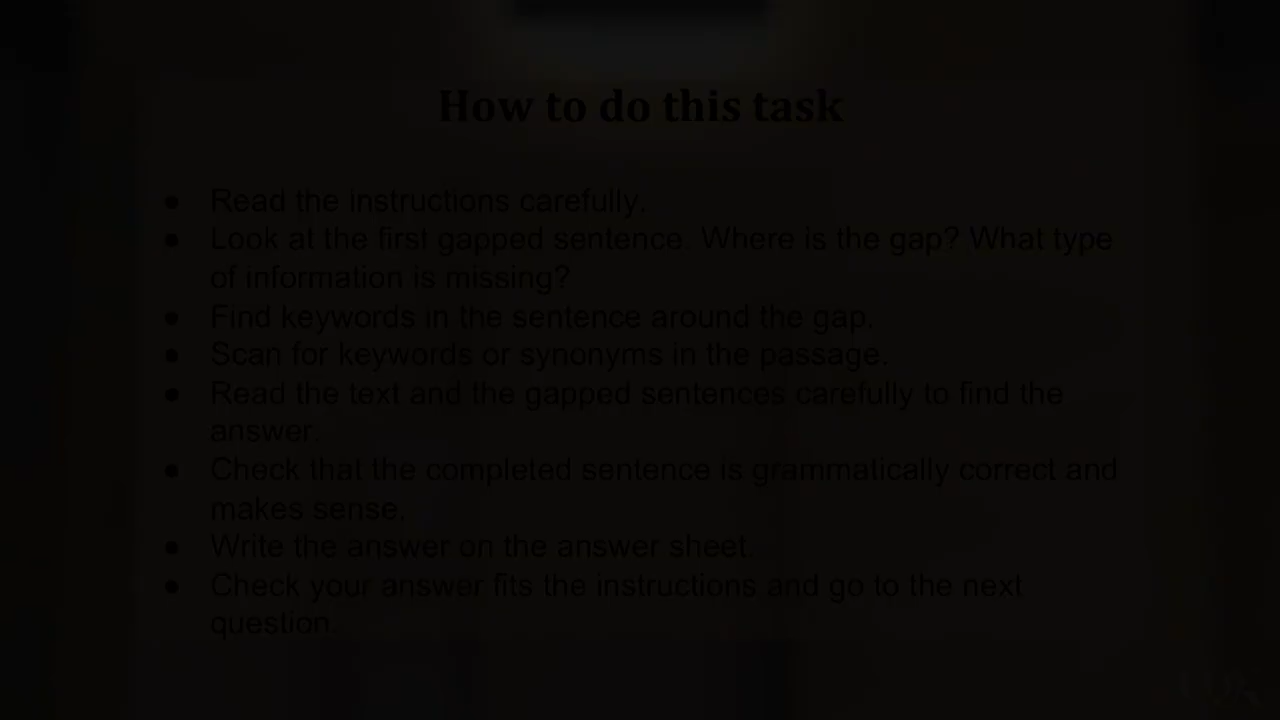 How to do this task
● Read the instructions carefully.
● Look at the first gapped sentence. Where is the gap? What type
of information is missing?
● Find keywords in the sentence around the gap.
● Scan for keywords or synonyms in the passage.
● Read the text and the gapped sentences carefully to find the
answer.
● Check that the completed sentence is grammatically correct and
makes sense.
● Write the answer on the answer sheet.
● Check your answer fits the instructions and go to the next
question.